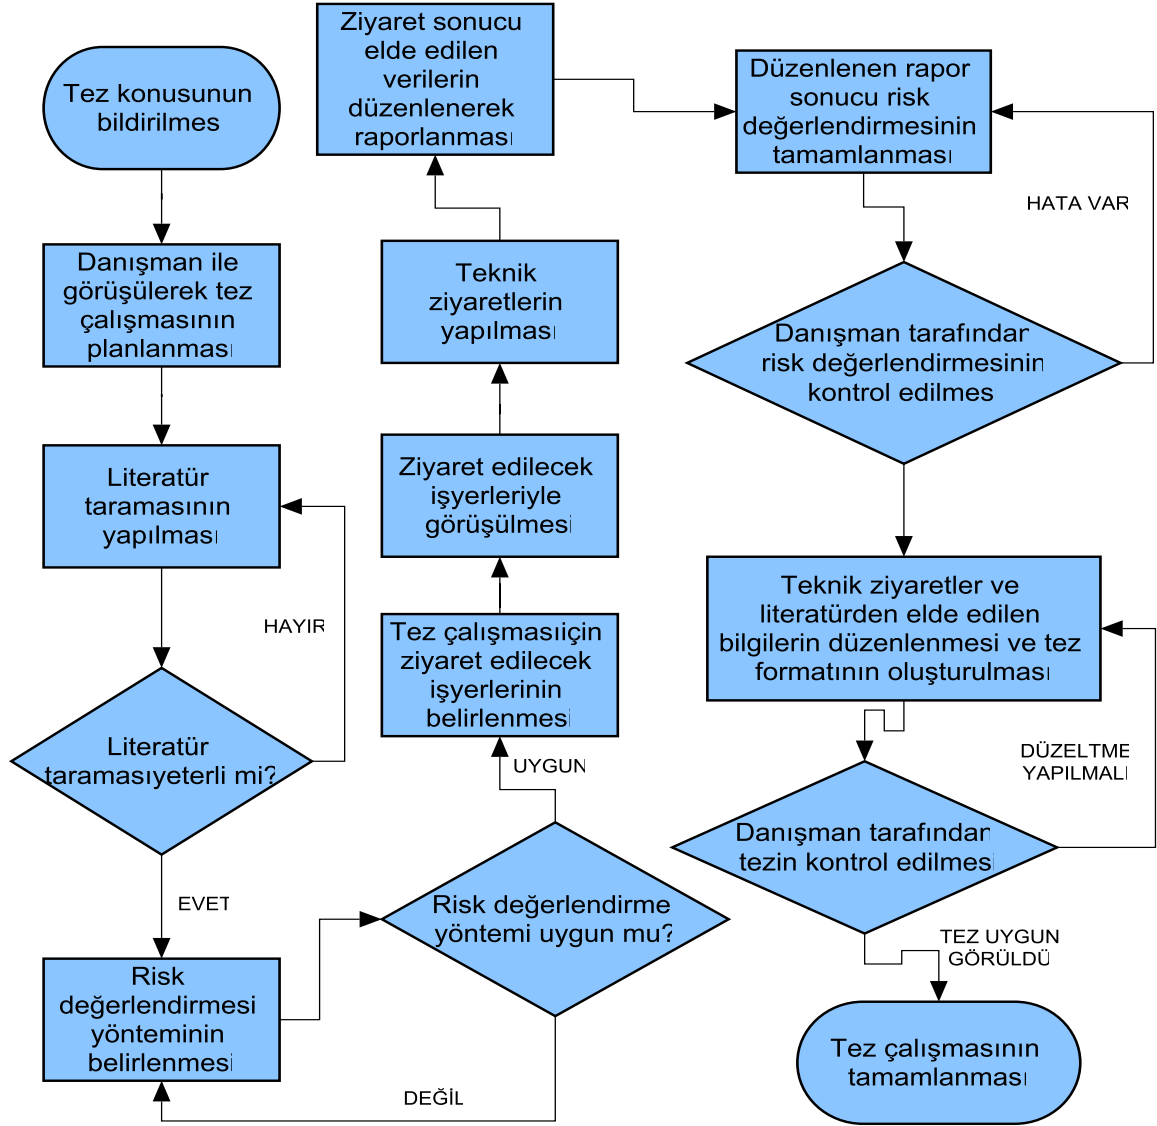 Tez konusunun
bildirilmes
Danışman ile
görüşülerek tez
çalışmasının
planlanması
Literatür
taramasının
yapılması
HAYIR
Literatür
taramasıyeterli mi?
EVET
Risk
değerlendirmesi
yönteminin
belirlenmesi
DEĞİL
Risk değerlendirme
yöntemi uygun mu?
UYGUN
Tez çalışmasıiçin
ziyaret edilecek
işyerlerinin
belirlenmesi
Ziyaret edilecek
işyerleriyle
görüşülmesi
Teknik
ziyaretlerin
yapılması
Ziyaret sonucu
elde edilen
verilerin
düzenlenerek
raporlanması
Düzenlenen rapor
sonucu risk
değerlendirmesinin
tamamlanması
HATA VAR
Danışman tarafından
risk değerlendirmesinin
kontrol edilmes
Teknik ziyaretler ve
literatürden elde edilen
bilgilerin düzenlenmesi ve tez
formatının oluşturulması
DÜZELTME
YAPILMALI
Danışman tarafından
tezin kontrol edilmesi
TEZ UYGUN
GÖRÜLDÜ
Tez çalışmasının
tamamlanması